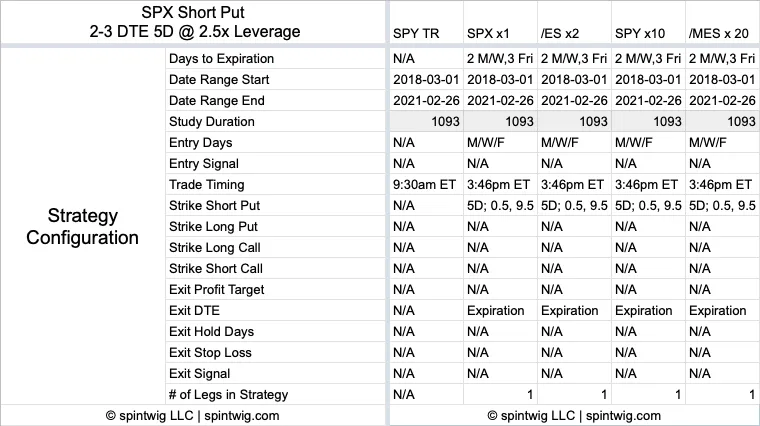 SPX Short Put
2-3 DTE 5D @ 2.5x Leverage
SPY TR SPX x1 /ES x2 SPY x10 /MES x 20
Strategy Configuration
Days to Expiration N/A 2 M/W,3 Fri 2 M/W,3 Fri 2 M/W,3 Fri 2 M/W,3 Fri
Date Range Start 2018-03-01 2018-03-01 2018-03-01 2018-03-01 2018-03-01
Date Range End 2021-02-26 2021-02-26 2021-02-26 2021-02-26 2021-02-26
Study Duration 1093 1093 1093 1093 1093
Entry Days N/A M/W/F M/W/F M/W/F M/W/F
Entry Signal N/A N/A N/A N/A N/A
Trade Timing 9:30am ET 3:46pm ET 3:46pm ET 3:46pm ET 3:46pm ET
Strike Short Put N/A 5D; 0.5, 9.5 5D; 0.5, 9.5 5D; 0.5, 9.5 5D; 0.5, 9.5
Strike Long Put N/A N/A N/A N/A N/A
Strike Long Call N/A N/A N/A N/A N/A
Strike Short Call N/A N/A N/A N/A N/A
Exit Profit Target N/A N/A N/A N/A N/A
Exit DTE N/A Expiration Expiration Expiration Expiration
Exit Hold Days N/A N/A N/A N/A N/A
Exit Stop Loss N/A N/A N/A N/A N/A
Exit Signal N/A N/A N/A N/A N/A
# of Legs in Strategy N/A 1 1 1 1
© spintwig LLC | spintwig.com © spintwig LLC | spintwig.com